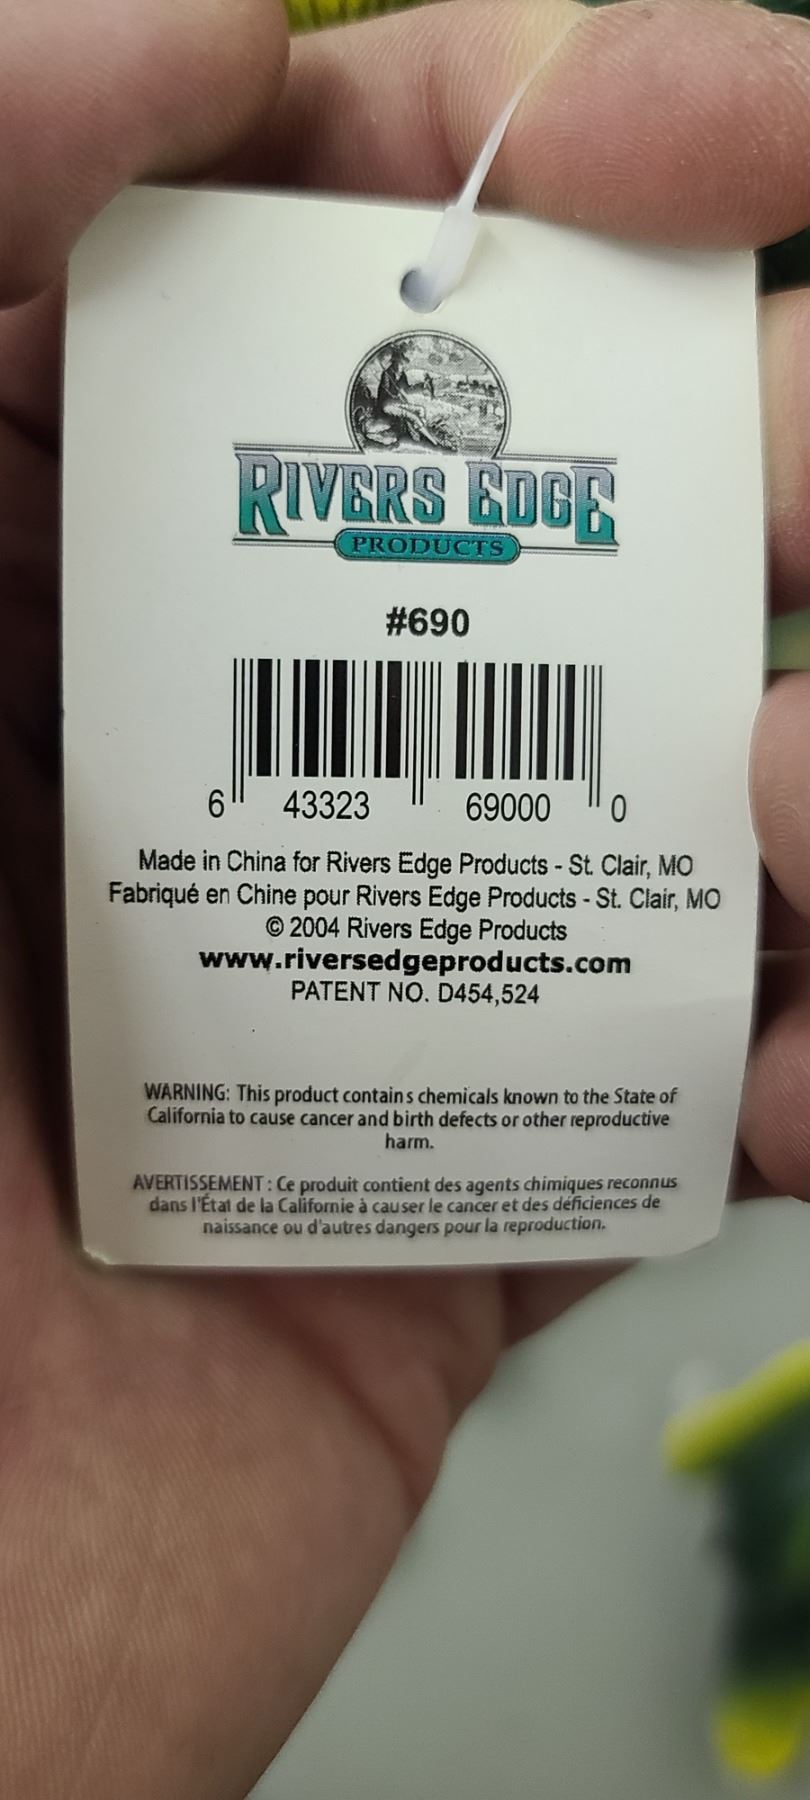 RIVERS EDGE
PRODUCTS
#690
6 43323 69000 0
Made in China for Rivers Edge Products - St. Clair, MO
Fabriqué en Chine pour Rivers Edge Products - St. Clair, MO
© 2004 Rivers Edge Products
www.riversedgeproducts.com
PATENT NO. D454,524
WARNING: This product contains chemicals known to the State of
California to cause cancer and birth defects or other reproductive
harm.
AVERTISSEMENT : Ce produit contient des agents chimiques reconnus
dans l'État de la Californie à causer le cancer et des déficiences de
naissance ou d'autres dangers pour la reproduction.